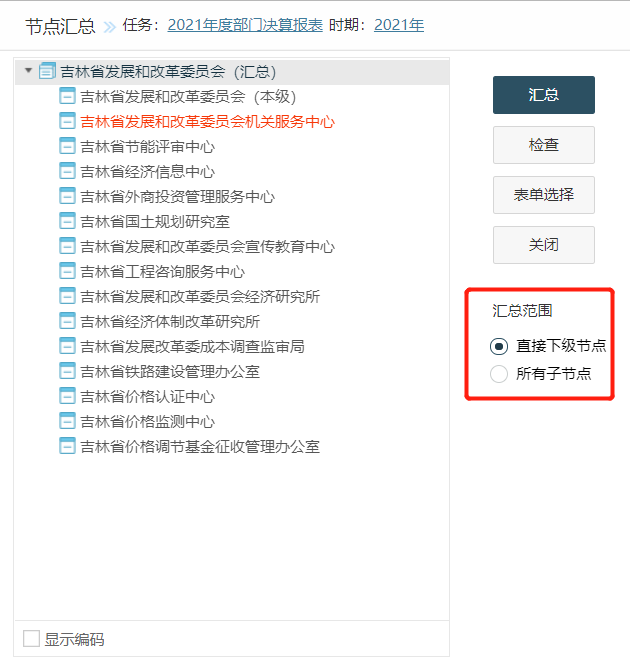 节点汇总 任务：2021年度部门决算报表 时期：2021年
吉林省发展和改革委员会（汇总）
吉林省发展和改革委员会（本级）
吉林省发展和改革委员会机关服务中心
吉林省节能评审中心
吉林省经济信息中心
吉林省外商投资管理服务中心
吉林省国土规划研究室
吉林省发展和改革委员会宣传教育中心
吉林省工程咨询服务中心
吉林省发展和改革委员会经济研究所
吉林省经济体制改革研究所
吉林省发展改革委成本调查监审局
吉林省铁路建设管理办公室
吉林省价格认证中心
吉林省价格监测中心
吉林省价格调节基金征收管理办公室
显示编码
汇总
检查
表单选择
关闭
汇总范围
直接下级节点
所有子节点